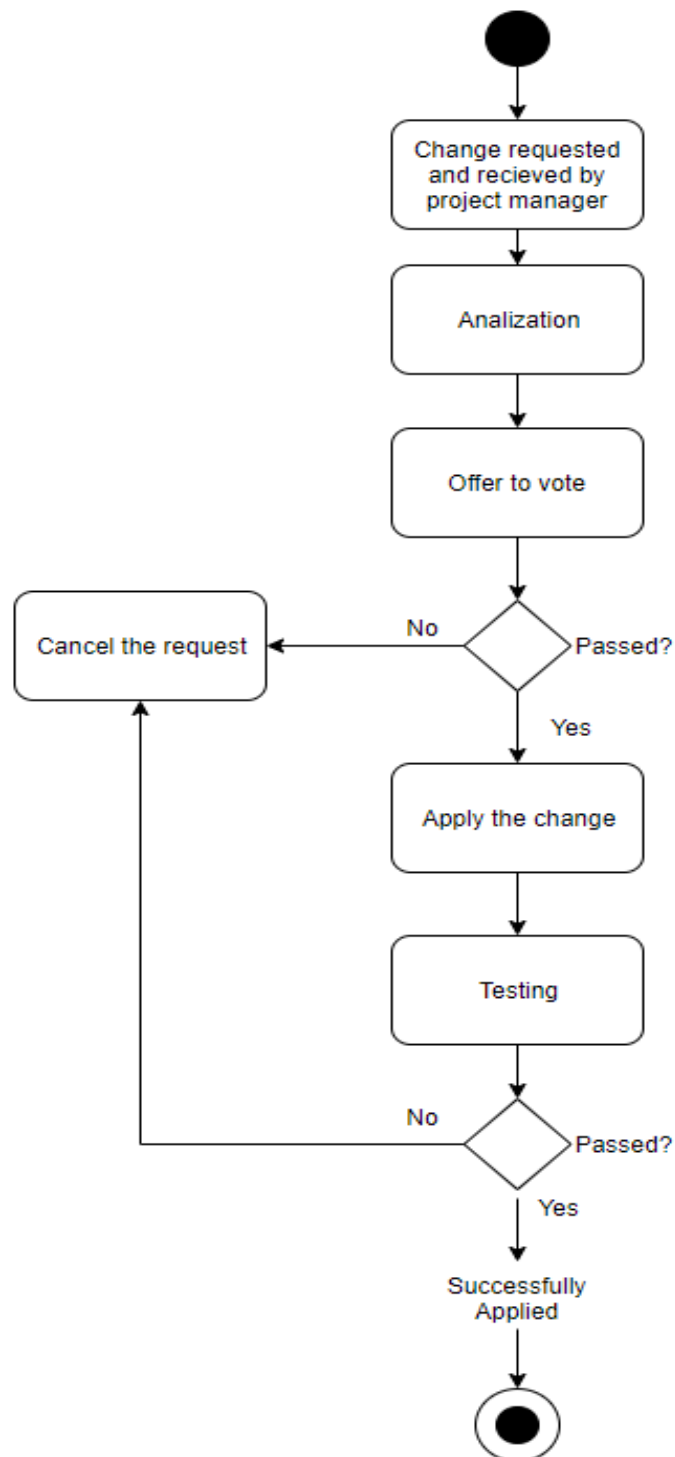 Change requested
and recieved by
project manager
Analization
Offer to vote
Cancel the request
No
Passed?
Yes
Apply the change
Testing
No
Passed?
Yes
Successfully
Applied